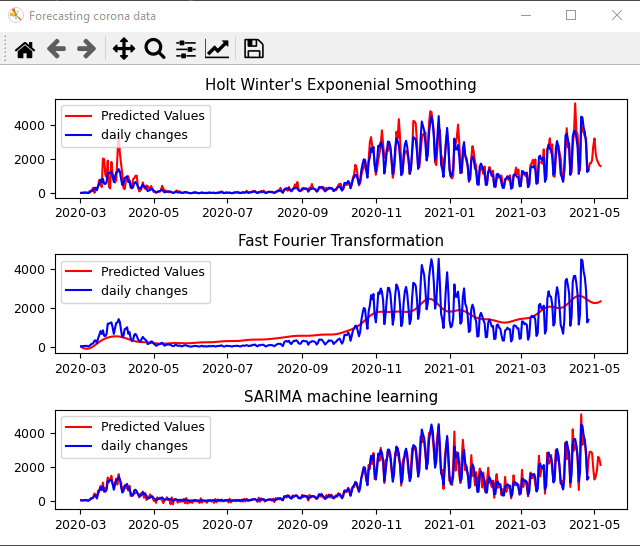 Forecasting corona data
Holt Winter's Exponenial Smoothing
Predicted Values
daily changes
4000
2000
0
2020-03 2020-05 2020-07 2020-09 2020-11 2021-01 2021-03 2021-05
Fast Fourier Transformation
Predicted Values
daily changes
4000
2000
0
2020-03 2020-05 2020-07 2020-09 2020-11 2021-01 2021-03 2021-05
SARIMA machine learning
Predicted Values
daily changes
4000
2000
0
2020-03 2020-05 2020-07 2020-09 2020-11 2021-01 2021-03 2021-05